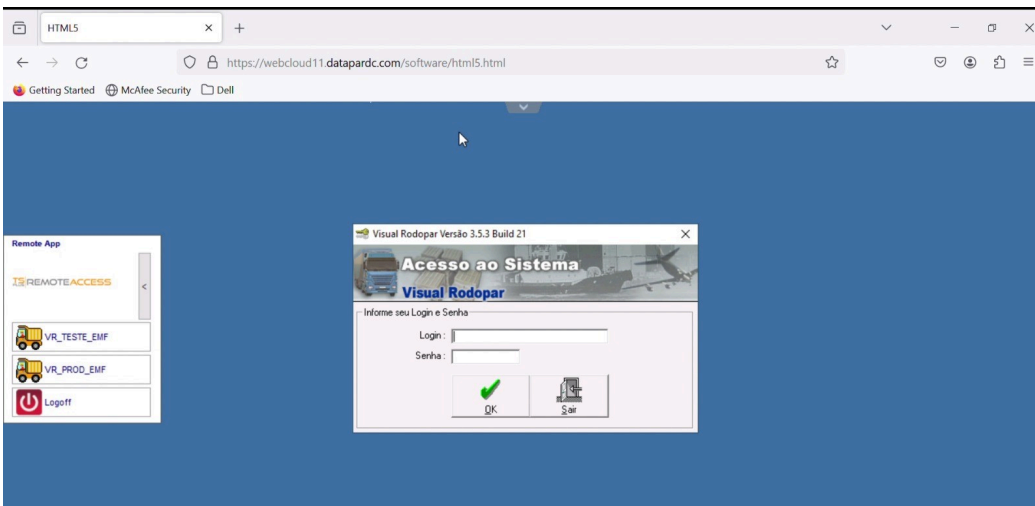 HTML5
https://webcloud11.datapardc.com/software/html5.html
Getting Started McAfee Security Dell
Remote App
REMOTEACCESS
VR_TESTE_EMF
VR_PROD_EMF
Logoff
Visual Rodopar Versão 3.5.3 Build 21
Acesso ao Sistema
Visual Rodopar
Informe seu Login e Senha
Login :
Senha :
OK Sair